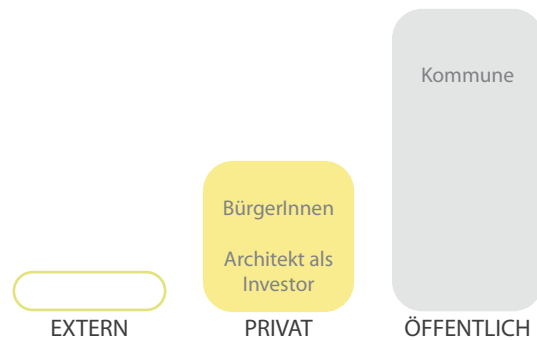 Kommune
BürgerInnen
Architekt als
Investor
EXTERN
PRIVAT
ÖFFENTLICH